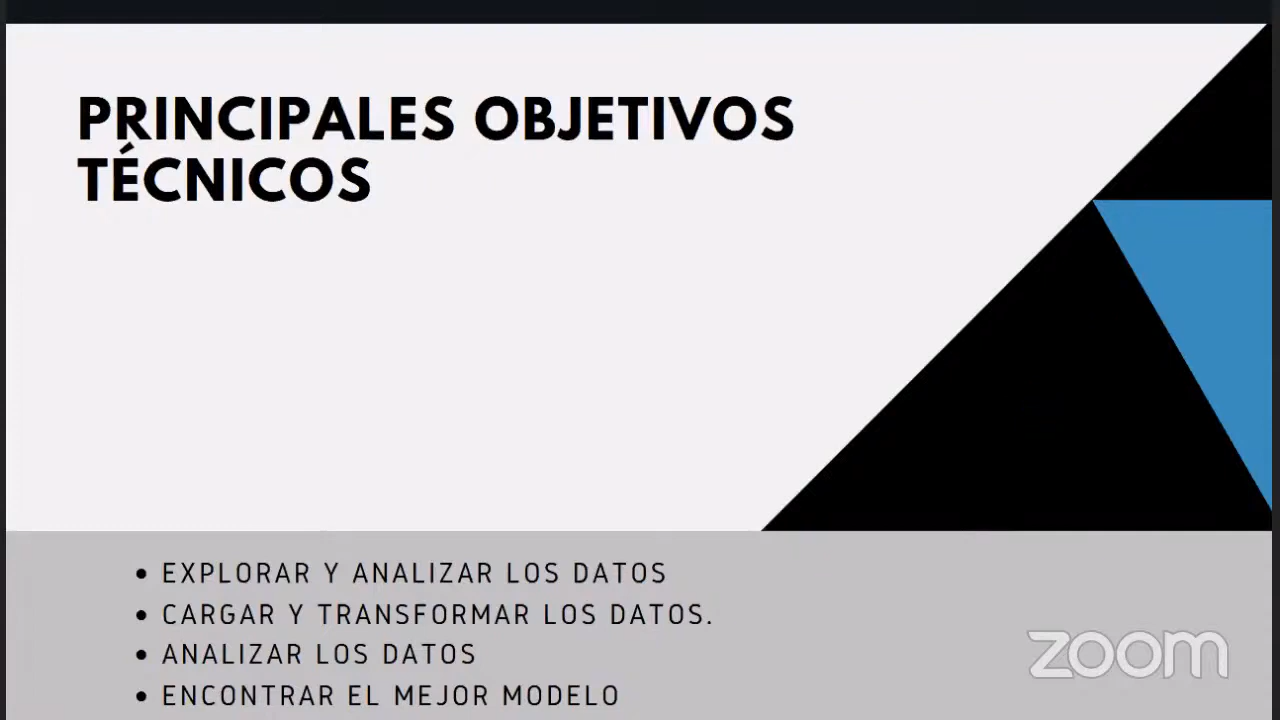 PRINCIPALES OBJETIVOS
TÉCNICOS
• EXPLORAR Y ANALIZAR LOS DATOS
• CARGAR Y TRANSFORMAR LOS DATOS.
• ANALIZAR LOS DATOS
• ENCONTRAR EL MEJOR MODELO
zoom